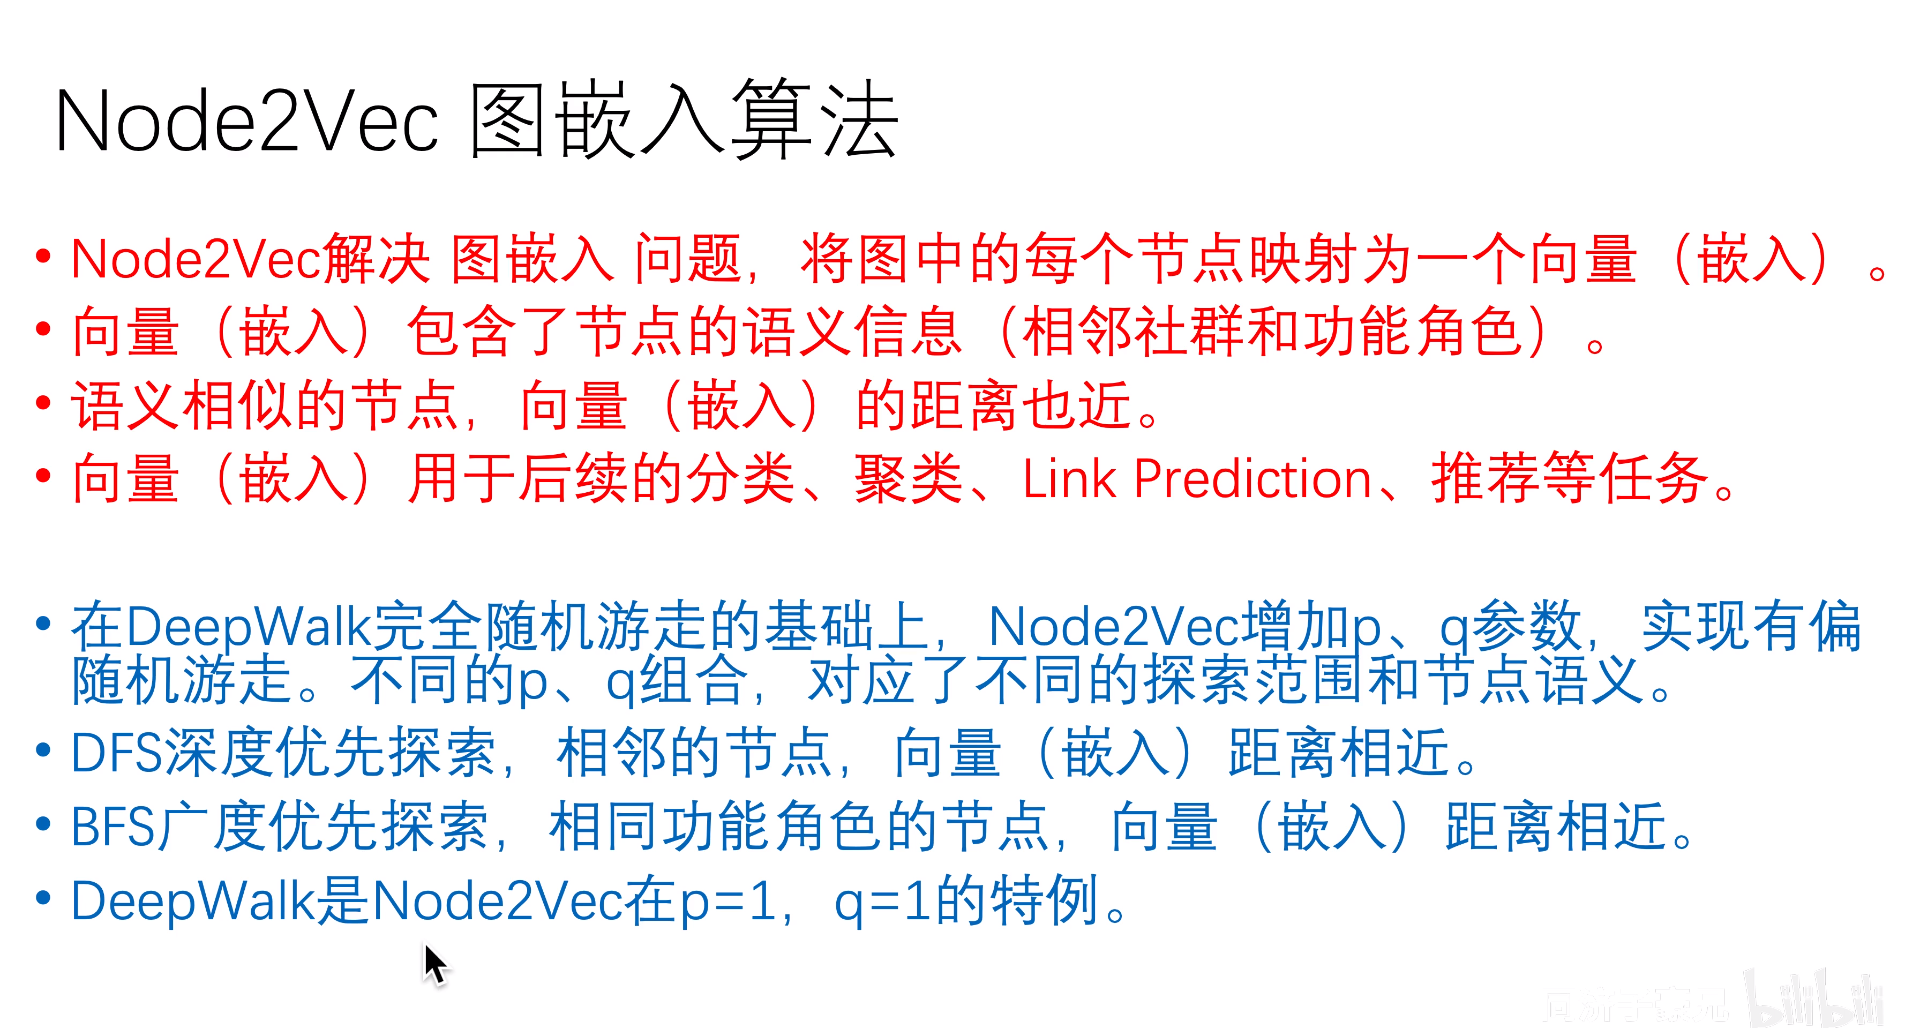 Node2Vec 图嵌入算法
• Node2Vec解决 图嵌入 问题，将图中的每个节点映射为一个向量（嵌入）。
• 向量（嵌入）包含了节点的语义信息（相邻社群和功能角色）。
• 语义相似的节点，向量（嵌入）的距离也近。
• 向量（嵌入）用于后续的分类、聚类、Link Prediction、推荐等任务。
• 在DeepWalk完全随机游走的基础上，Node2Vec增加p、q参数，实现有偏
随机游走。不同的p、q组合，对应了不同的探索范围和节点语义。
• DFS深度优先探索，相邻的节点，向量（嵌入）距离相近。
• BFS广度优先探索，相同功能角色的节点，向量（嵌入）距离相近。
• DeepWalk是Node2Vec在p=1，q=1的特例。
bilibili